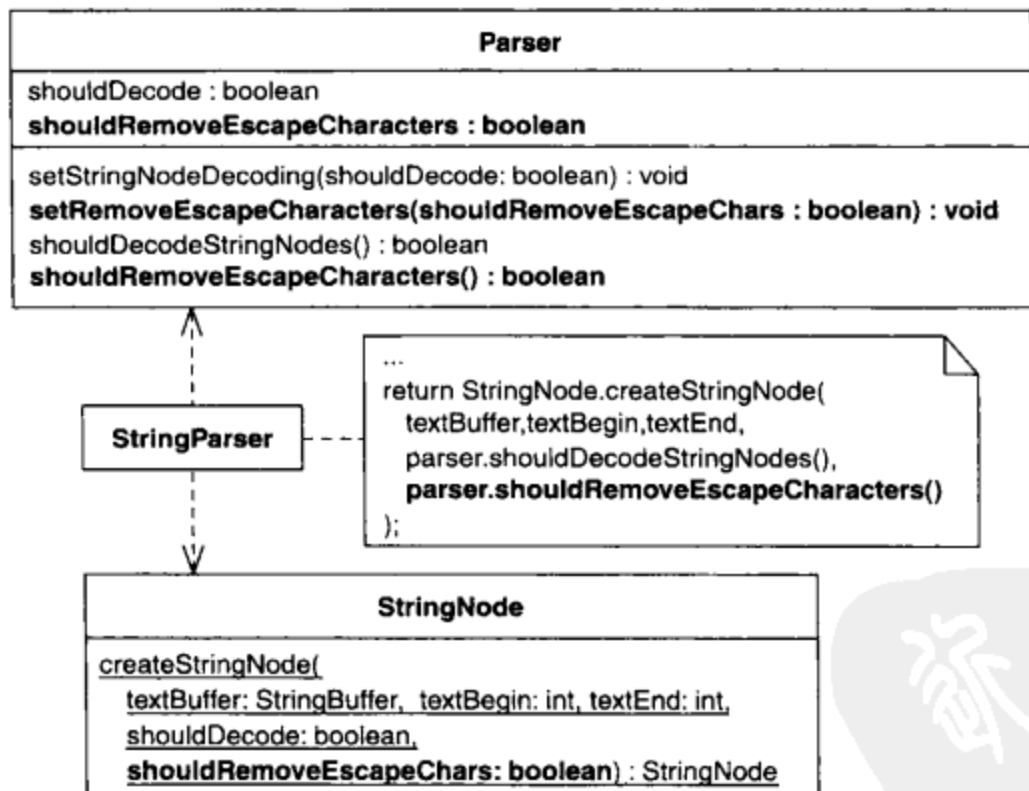 Parser
shouldDecode : boolean
shouldRemoveEscapeCharacters : boolean
setStringNodeDecoding(shouldDecode: boolean) : void
setRemoveEscapeCharacters(shouldRemoveEscapeChars : boolean) : void
shouldDecodeStringNodes() : boolean
shouldRemoveEscapeCharacters() : boolean
...
return StringNode.createStringNode(
textBuffer,textBegin,textEnd,
parser.shouldDecodeStringNodes(),
parser.shouldRemoveEscapeCharacters()
);
StringParser
StringNode
createStringNode(
textBuffer: StringBuffer, textBegin: int, textEnd: int,
shouldDecode: boolean,
shouldRemoveEscapeChars: boolean) : StringNode